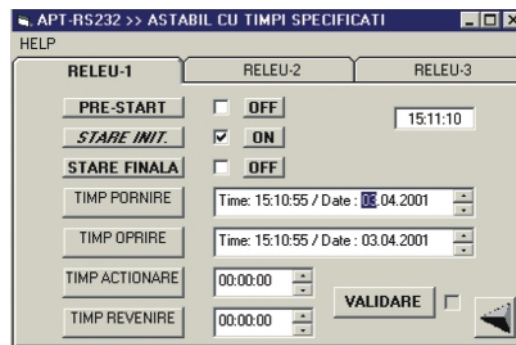 APT-RS232 >> ASTABIL CU TIMPI SPECIFICATI
HELP
RELEU-1 RELEU-2 RELEU-3
PRE-START OFF 15:11:10
STARE INIT. ON
STARE FINALA OFF
TIMP PORNIRE Time: 15:10:55 / Date : 03.04.2001
TIMP OPRIRE Time: 15:10:55 / Date : 03.04.2001
TIMP ACTIONARE 00:00:00
VALIDARE
TIMP REVENIRE 00:00:00